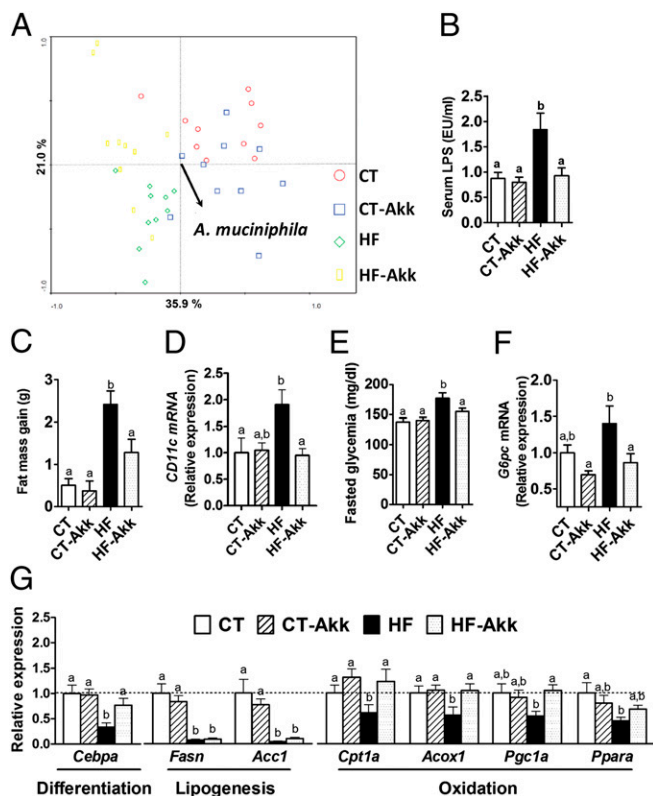 A
1.0
21.0 %
-1.0
-1.0
35.9 %
1.0
A. muciniphila
CT
CT-Akk
HF
HF-Akk
B
Serum LPS (EU/ml)
2.5
2.0
1.5
1.0
0.5
0.0
a a b a
CT CT-Akk HF HF-Akk
C
Fat mass gain (g)
3
2
1
0
a a b a
CT CT-Akk HF HF-Akk
D
CD11c mRNA
(Relative expression)
2.5
2.0
1.5
1.0
0.5
0.0
a a,b b a
CT CT-Akk HF HF-Akk
E
Fasted glycemia (mg/dl)
200
150
100
50
0
a a b a
CT CT-Akk HF HF-Akk
F
G6pc mRNA
(Relative expression)
2.0
1.5
1.0
0.5
a,b a b a
CT CT-Akk HF HF-Akk
G
Relative expression
2.5
2.0
1.5
1.0
0.5
0.0
CT CT-Akk HF HF-Akk
a a b a a a b b a a b b a a b a a a b a a,b a,b b a a a,b b a,b
Cebpa Fasn Acc1 Cpt1a Acox1 Pgc1a Ppara
Differentiation Lipogenesis Oxidation